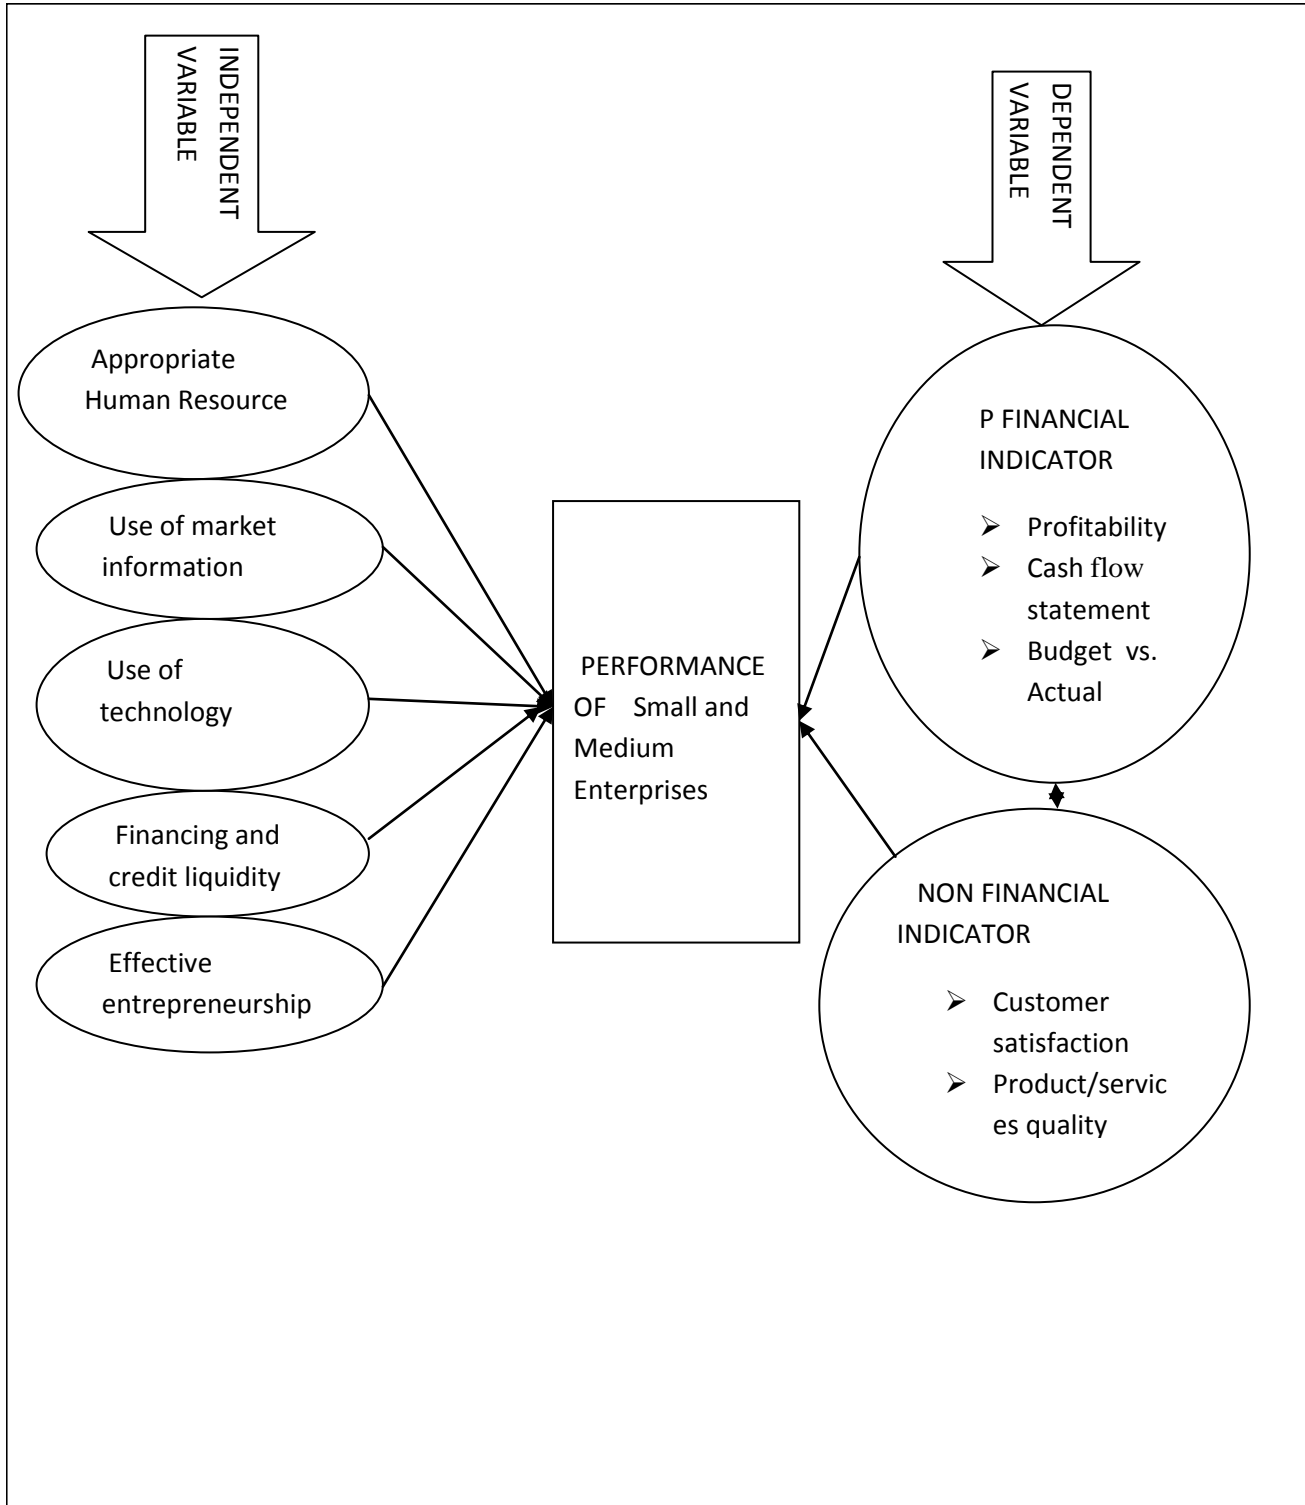 INDEPENDENT
VARIABLE
Appropriate
Human Resource
Use of market
information
Use of
technology
Financing and
credit liquidity
Effective
entrepreneurship
PERFORMANCE
OF Small and
Medium
Enterprises
DEPENDENT
VARIABLE
P FINANCIAL
INDICATOR
➢ Profitability
➢ Cash flow
statement
➢ Budget vs.
Actual
NON FINANCIAL
INDICATOR
➢ Customer
satisfaction
➢ Product/servic
es quality